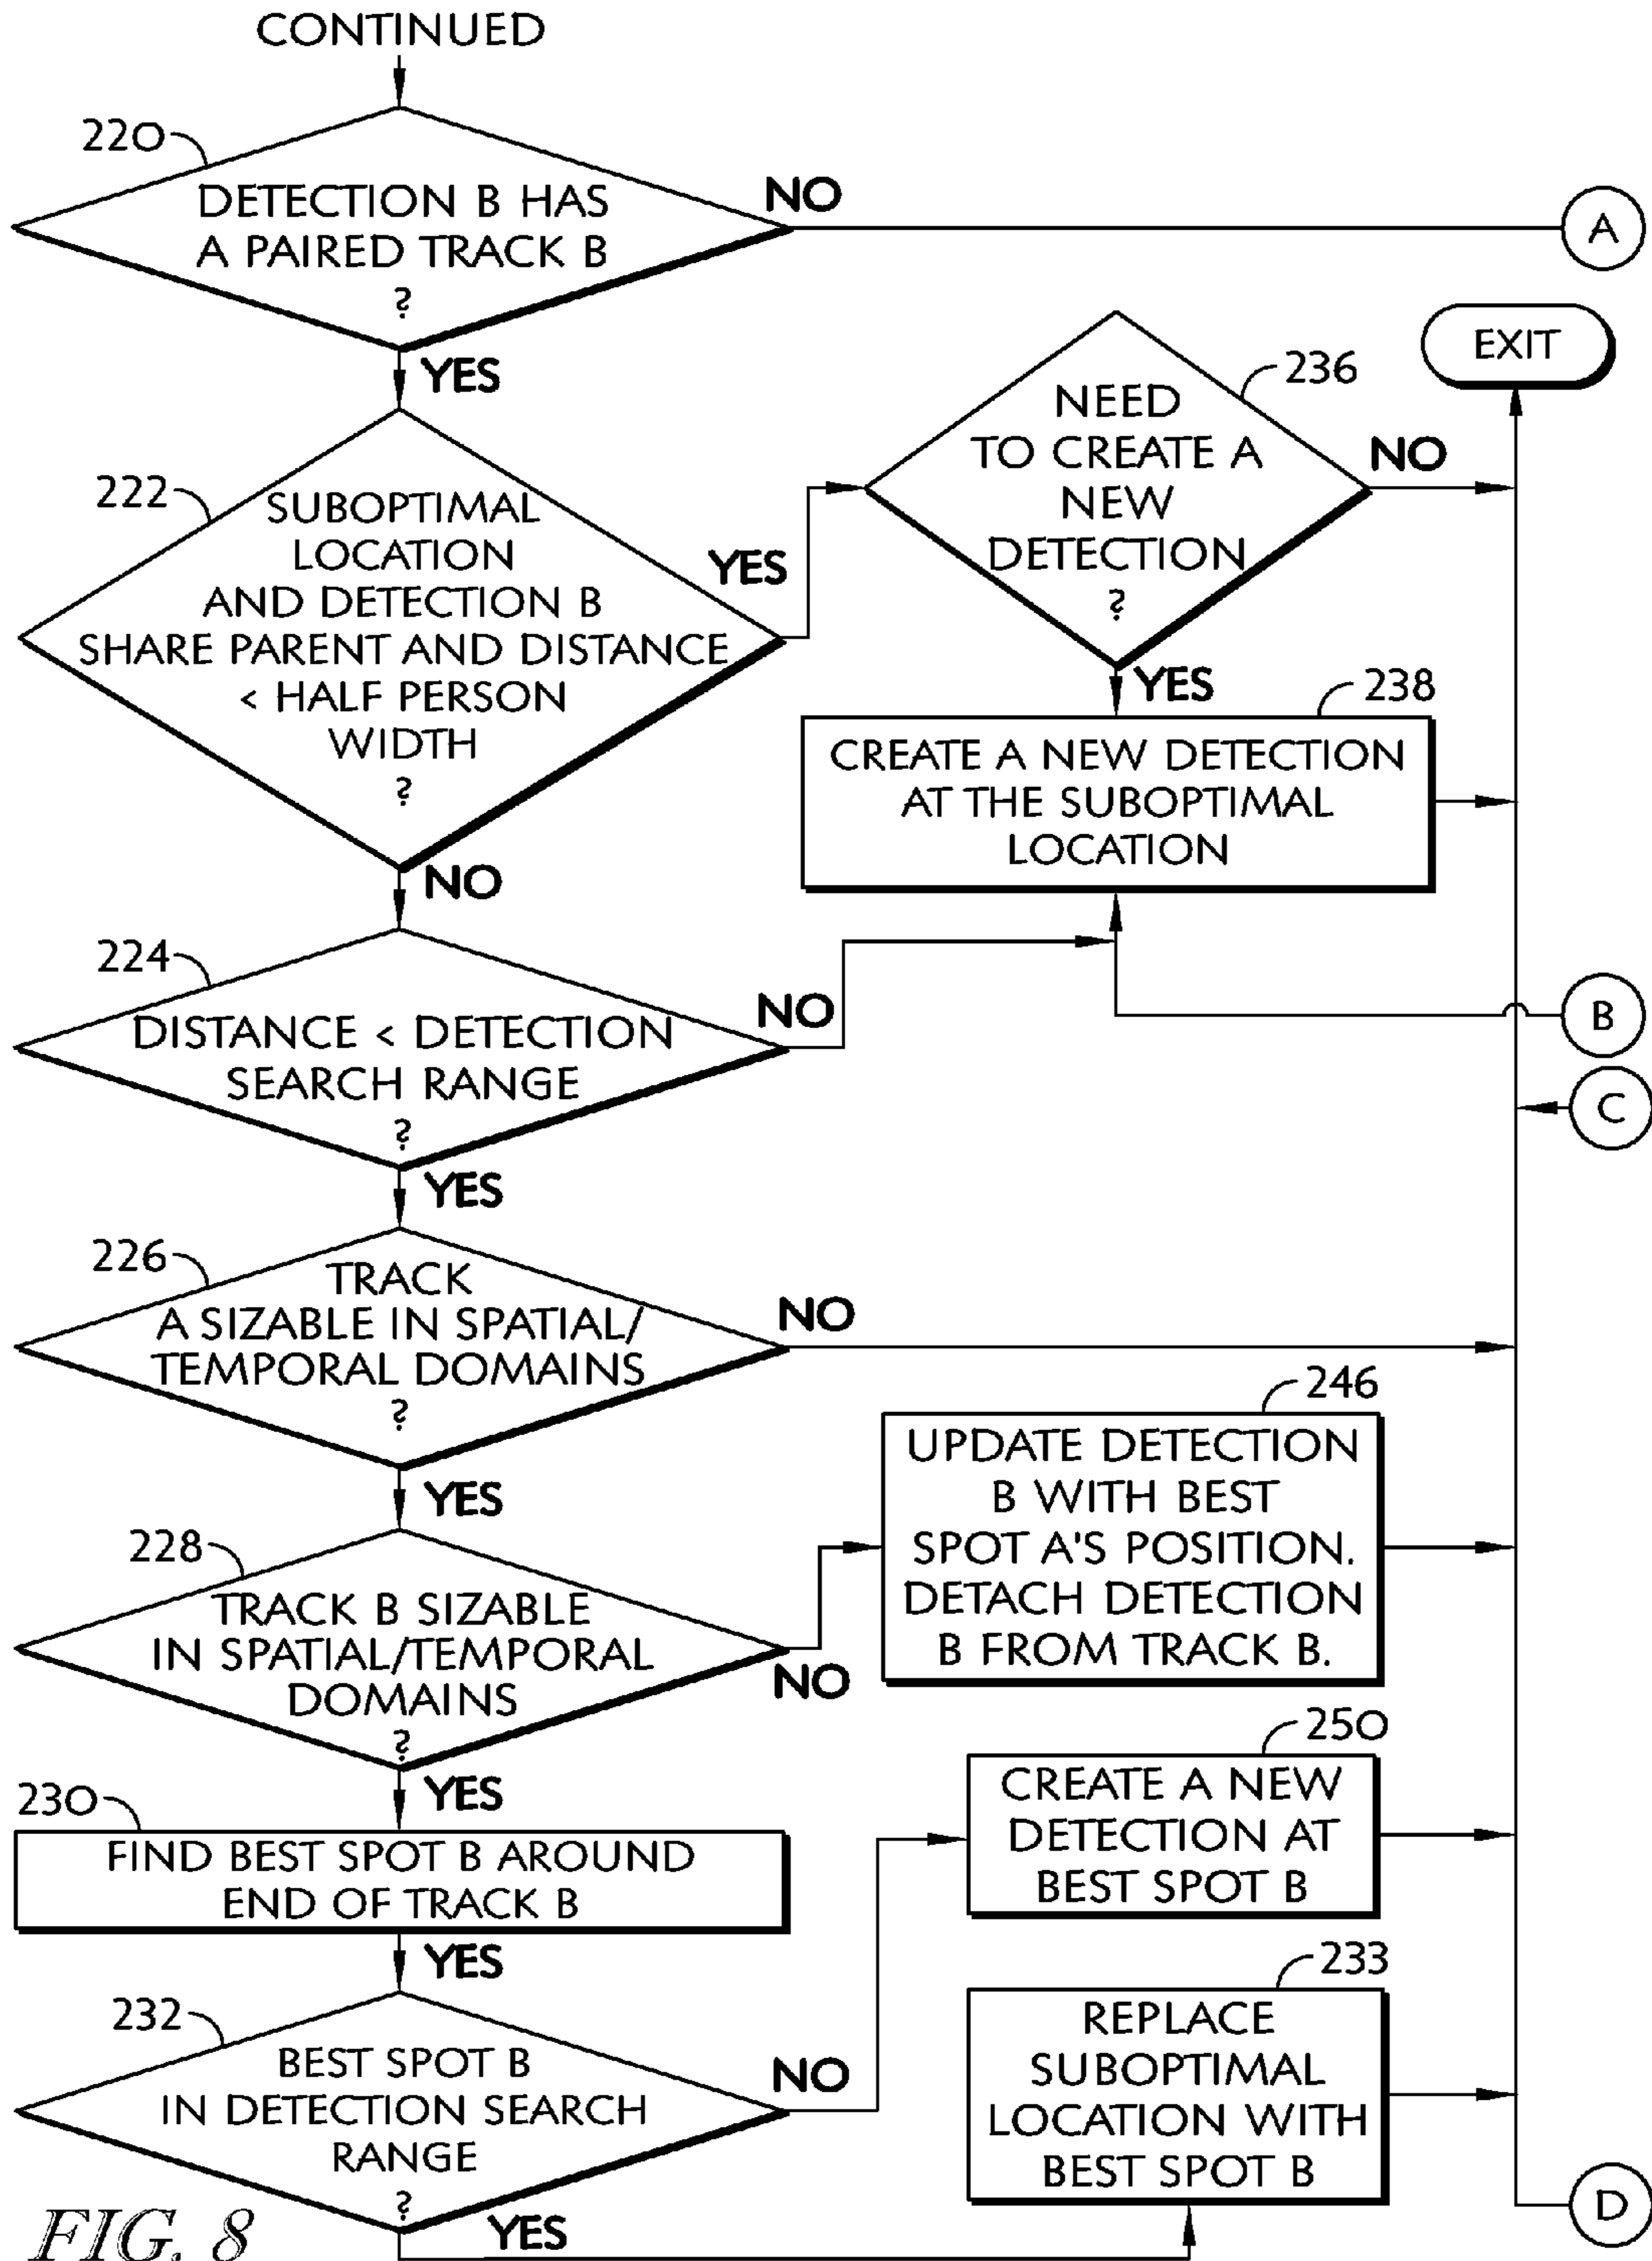 CONTINUED
220
DETECTION B HAS
A PAIRED TRACK B
?
NO
A
YES
222
SUBOPTIMAL
LOCATION
AND DETECTION B
SHARE PARENT AND DISTANCE
< HALF PERSON
WIDTH
?
YES
NO
236
NEED
TO CREATE A
NEW
DETECTION
?
NO
EXIT
YES
238
CREATE A NEW DETECTION
AT THE SUBOPTIMAL
LOCATION
224
DISTANCE < DETECTION
SEARCH RANGE
?
NO
B
C
YES
226
TRACK
A SIZABLE IN SPATIAL/
TEMPORAL DOMAINS
?
NO
YES
228
TRACK B SIZABLE
IN SPATIAL/TEMPORAL
DOMAINS
?
NO
246
UPDATE DETECTION
B WITH BEST
SPOT A'S POSITION.
DETACH DETECTION
B FROM TRACK B.
YES
230
FIND BEST SPOT B AROUND
END OF TRACK B
YES
250
CREATE A NEW
DETECTION AT
BEST SPOT B
232
BEST SPOT B
IN DETECTION SEARCH
RANGE
?
NO
YES
233
REPLACE
SUBOPTIMAL
LOCATION WITH
BEST SPOT B
D
FIG. 8